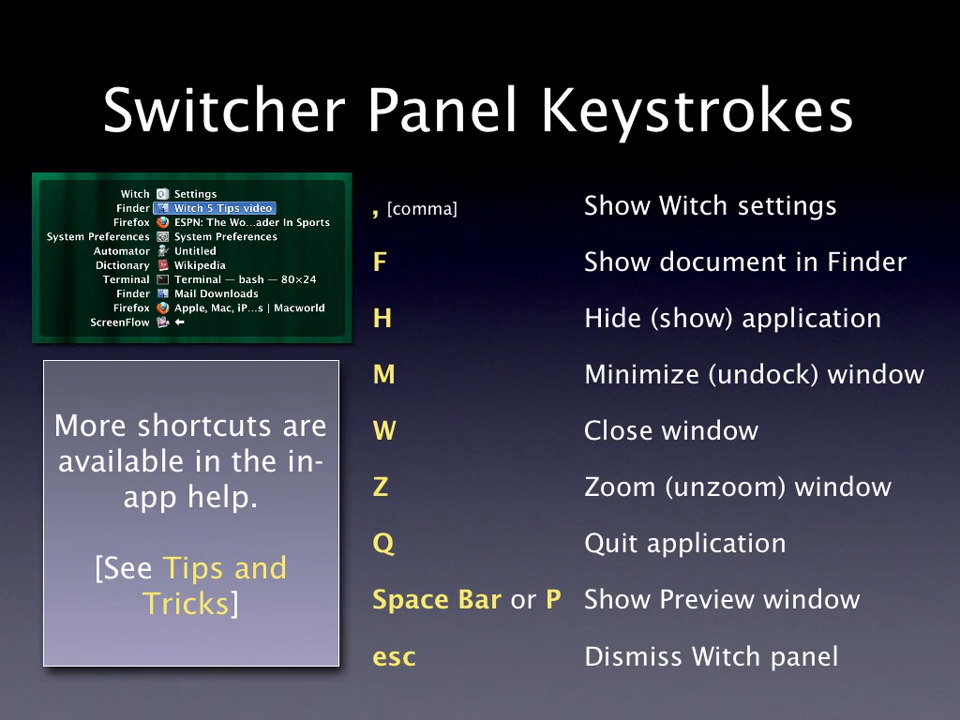 Switcher Panel Keystrokes
Witch Settings
Finder Witch 5 Tips video
Firefox ESPN: The Wo...ader In Sports
System Preferences System Preferences
Automator Untitled
Dictionary Wikipedia
Terminal Terminal — bash — 80×24
Finder Mail Downloads
Firefox Apple, Mac, iP...s | Macworld
ScreenFlow ⬅
More shortcuts are
available in the in-
app help.
[See Tips and
Tricks]
, [comma] Show Witch settings
F Show document in Finder
H Hide (show) application
M Minimize (undock) window
W Close window
Z Zoom (unzoom) window
Q Quit application
Space Bar or P Show Preview window
esc Dismiss Witch panel